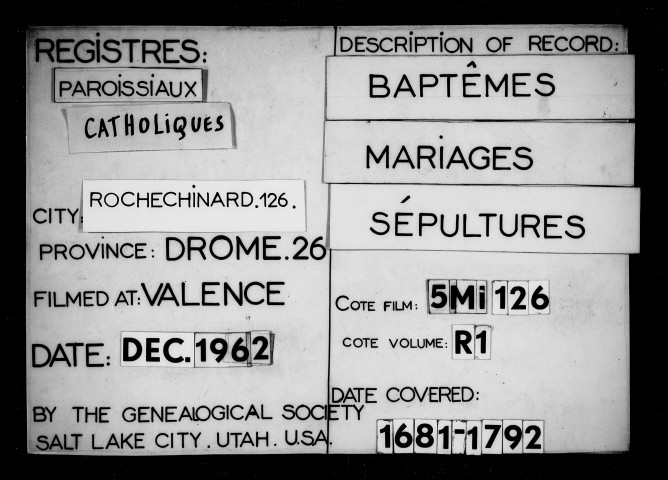 REGISTRES:
PAROISSIAUX
CATHOLIQUES
CITY: ROCHECHINARD.126.
PROVINCE: DROME.26
FILMED AT: VALENCE
DATE: DEC.1962
BY THE GENEALOGICAL SOCIETY
SALT LAKE CITY. UTAH. U.S.A.
DESCRIPTION OF RECORD:
BAPTÊMES
MARIAGES
SÉPULTURES
COTE FILM: 5Mi 126
COTE VOLUME: R1
DATE COVERED:
1681-1792